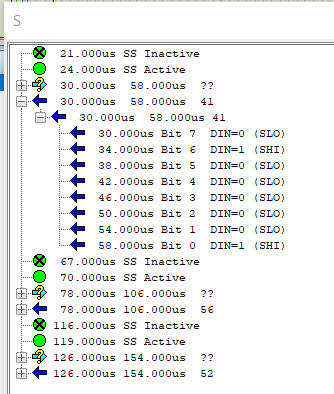 S
21.000us SS Inactive
24.000us SS Active
30.000us 58.000us ??
30.000us 58.000us 41
30.000us 58.000us 41
30.000us Bit 7 DIN=0 (SLO)
34.000us Bit 6 DIN=1 (SHI)
38.000us Bit 5 DIN=0 (SLO)
42.000us Bit 4 DIN=0 (SLO)
46.000us Bit 3 DIN=0 (SLO)
50.000us Bit 2 DIN=0 (SLO)
54.000us Bit 1 DIN=0 (SLO)
58.000us Bit 0 DIN=1 (SHI)
67.000us SS Inactive
70.000us SS Active
78.000us 106.000us ??
78.000us 106.000us 56
116.000us SS Inactive
119.000us SS Active
126.000us 154.000us ??
126.000us 154.000us 52